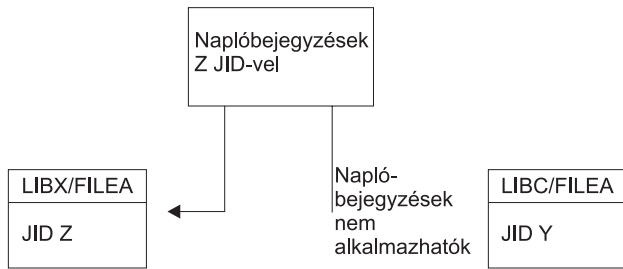 Naplóbejegyzések
Z JID-vel
LIBX/FILEA
JID Z
Napló-
bejegyzések
nem
alkalmazhatók
LIBC/FILEA
JID Y